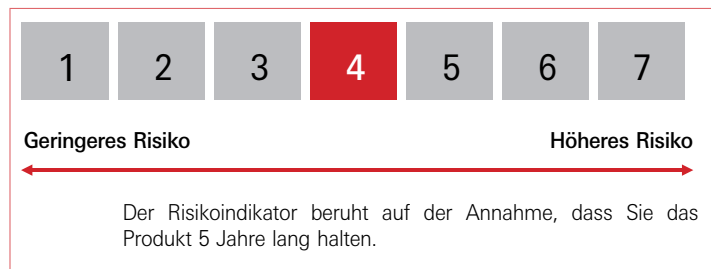 1 2 3 4 5 6 7
Geringeres Risiko Höheres Risiko
Der Risikoindikator beruht auf der Annahme, dass Sie das
Produkt 5 Jahre lang halten.